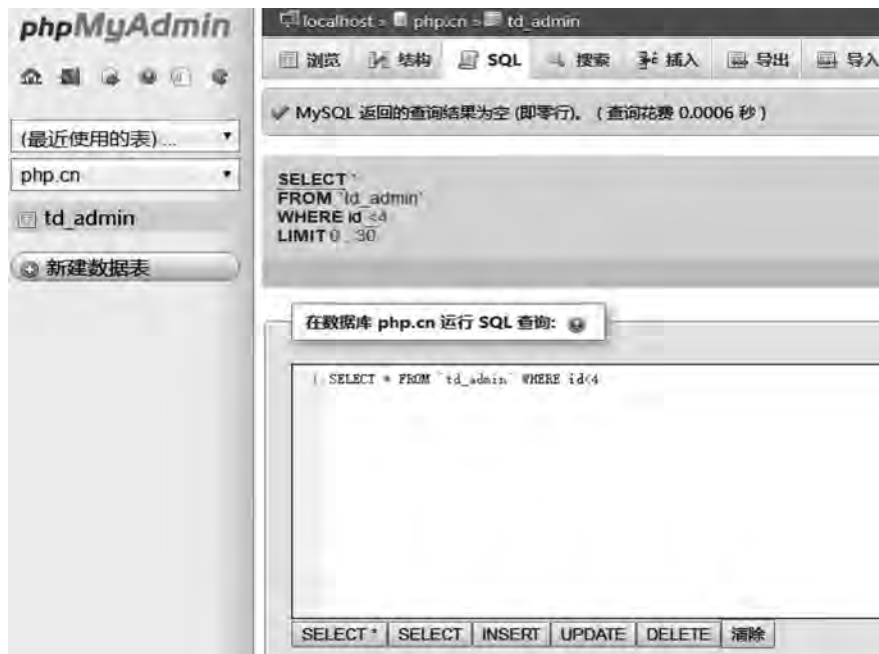 phpMyAdmin
localhost » php.cn » td_admin
浏览 结构 SQL 搜索 插入 导出 导入
MySQL 返回的查询结果为空 (即零行)。 ( 查询花费 0.0006 秒 )
(最近使用的表) ...
php.cn
td_admin
新建数据表
SELECT *
FROM `td_admin`
WHERE id <4
LIMIT 0 , 30
在数据库 php.cn 运行 SQL 查询:
SELECT * FROM `td_admin` WHERE id<4
SELECT * SELECT INSERT UPDATE DELETE 清除